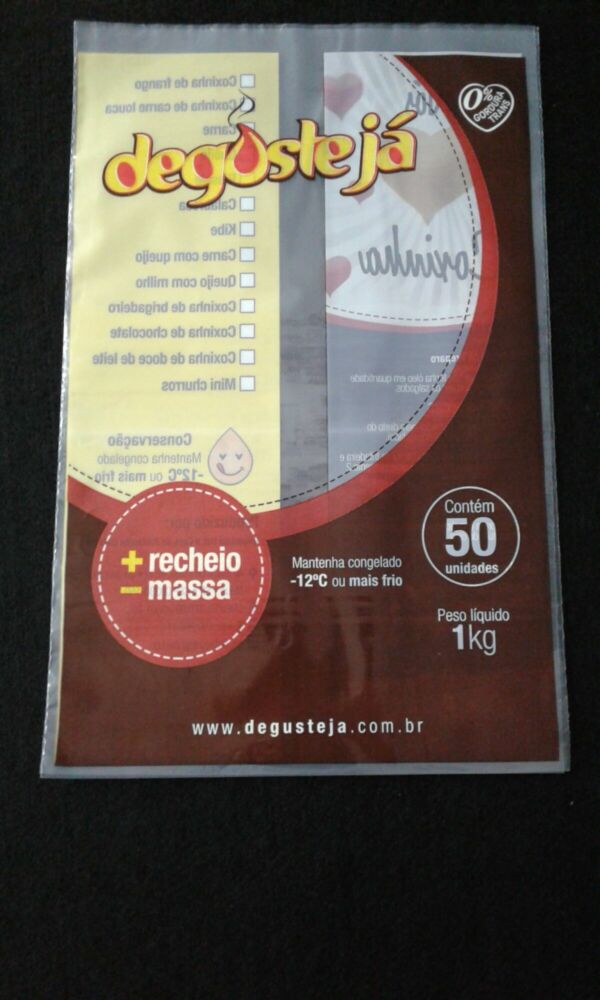 Coxinha de frango
Coxinha de carne louca
Carne
0%
GORDURA
TRANS
degusteja
Kibe
Carne com queijo
Queijo com milho
Coxinha de brigadeiro
Coxinha de chocolate
Coxinha de doce de leite
Mini churros
Coxinha
Conservação
Mantenha congelado
-12ºC ou mais frio
+ recheio
- massa
Mantenha congelado
-12ºC ou mais frio
Contém
50
unidades
Peso líquido
1kg
www.degusteja.com.br